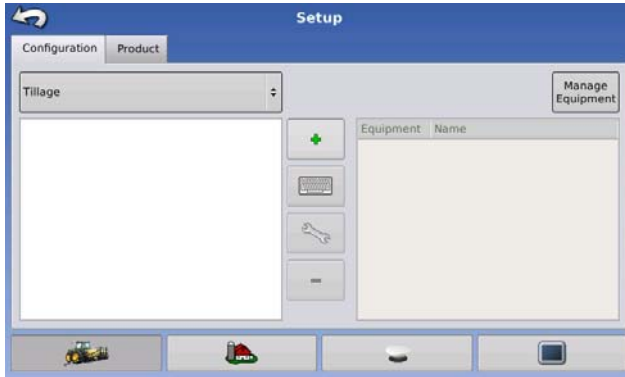 Setup
Configuration Product
Tillage
Manage
Equipment
Equipment Name